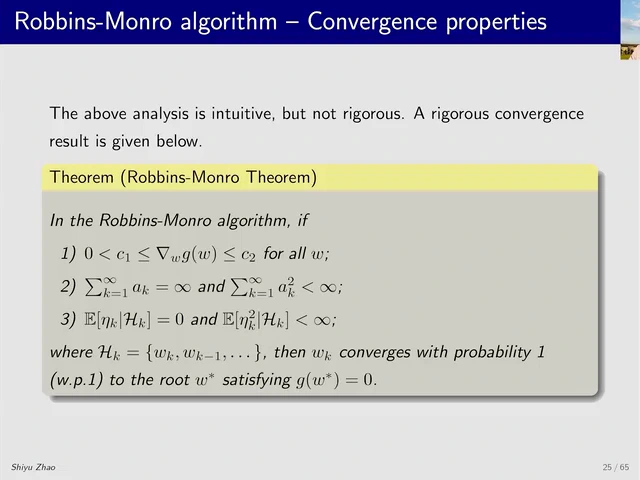 Robbins-Monro algorithm – Convergence properties
The above analysis is intuitive, but not rigorous. A rigorous convergence
result is given below.
Theorem (Robbins-Monro Theorem)
In the Robbins-Monro algorithm, if
1) 0 < c₁ ≤ ∇_w g(w) ≤ c₂ for all w;
2) ∑_{k=1}^{∞} a_k = ∞ and ∑_{k=1}^{∞} a_k² < ∞;
3) 𝔼[η_k|ℋ_k] = 0 and 𝔼[η_k²|ℋ_k] < ∞;
where ℋ_k = {w_k, w_{k−1}, . . . }, then w_k converges with probability 1
(w.p.1) to the root w* satisfying g(w*) = 0.
Shiyu Zhao
25 / 65